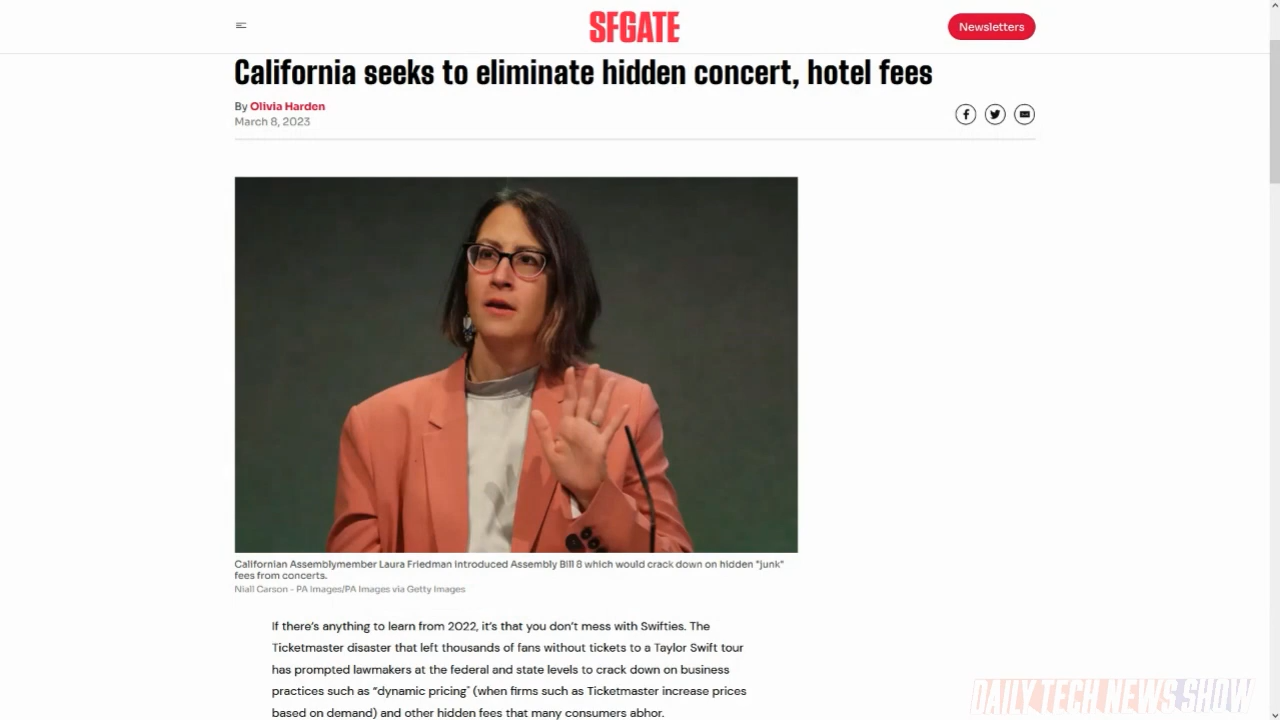 SFGATE
Newsletters
California seeks to eliminate hidden concert, hotel fees
By Olivia Harden
March 8, 2023
Californian Assemblymember Laura Friedman introduced Assembly Bill 8 which would crack down on hidden "junk"
fees from concerts.
Niall Carson - PA Images/PA Images via Getty Images
If there’s anything to learn from 2022, it’s that you don’t mess with Swifties. The
Ticketmaster disaster that left thousands of fans without tickets to a Taylor Swift tour
has prompted lawmakers at the federal and state levels to crack down on business
practices such as “dynamic pricing” (when firms such as Ticketmaster increase prices
based on demand) and other hidden fees that many consumers abhor.
DAILY TECH NEWS SHOW